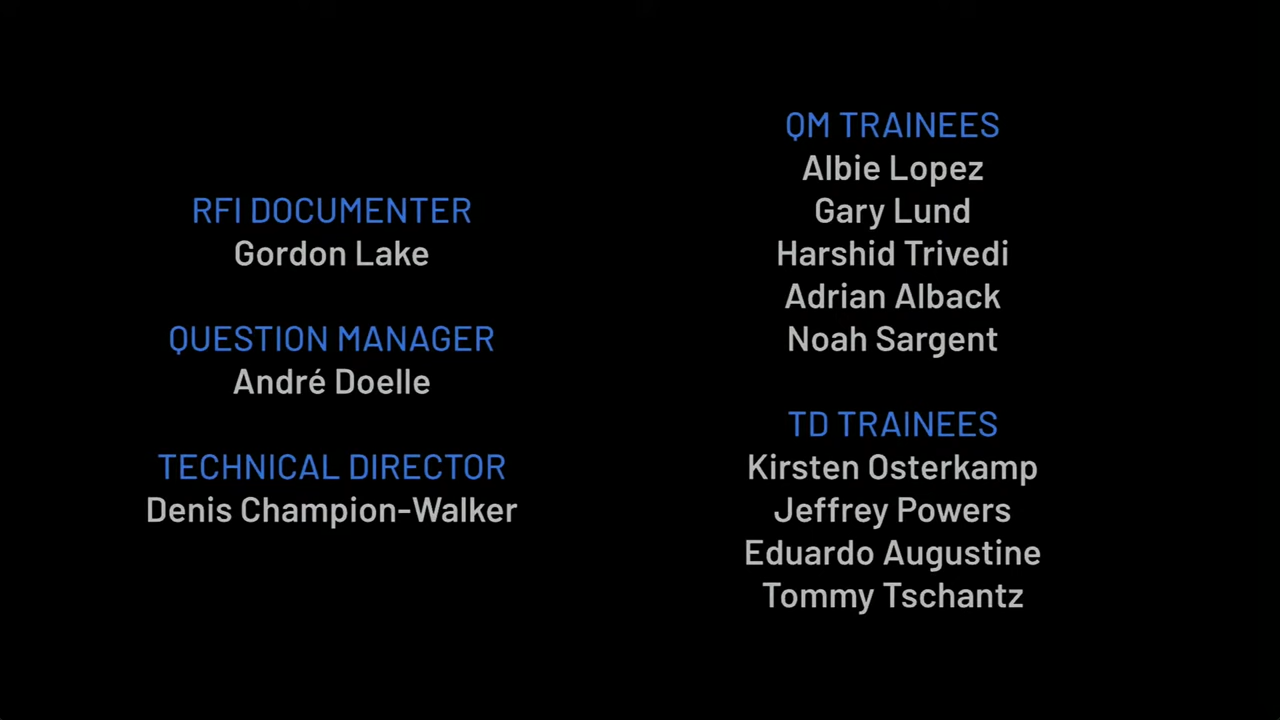 RFI DOCUMENTER
Gordon Lake
QUESTION MANAGER
André Doelle
TECHNICAL DIRECTOR
Denis Champion-Walker
QM TRAINEES
Albie Lopez
Gary Lund
Harshid Trivedi
Adrian Alback
Noah Sargent
TD TRAINEES
Kirsten Osterkamp
Jeffrey Powers
Eduardo Augustine
Tommy Tschantz